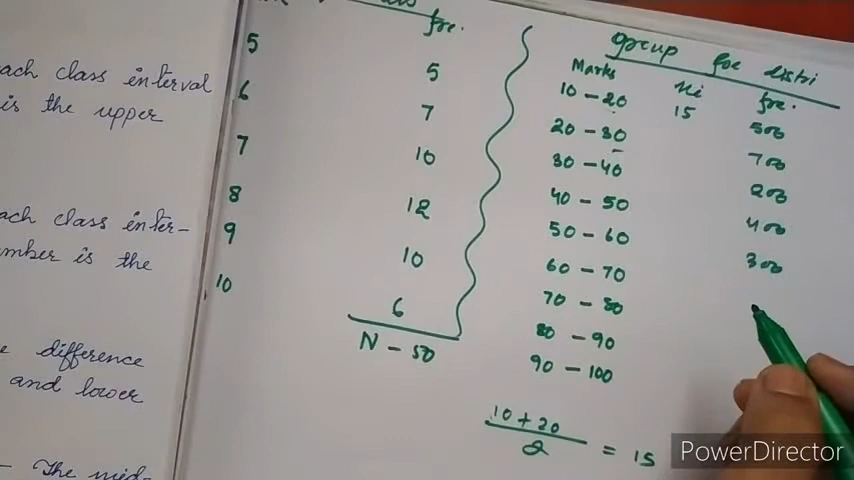 ach class interval
is the upper
ach class inter-
mber is the
e difference
and lower
- The mid-
fre.
5 5
6 7
7 10
8 12
9 10
10 6
N - 50
group fre distri
Marks xi fre.
10 - 20 15 500
20 - 30 700
30 - 40 200
40 - 50 400
50 - 60 300
60 - 70
70 - 80
80 - 90
90 - 100
10 + 20
2
= 15
PowerDirector